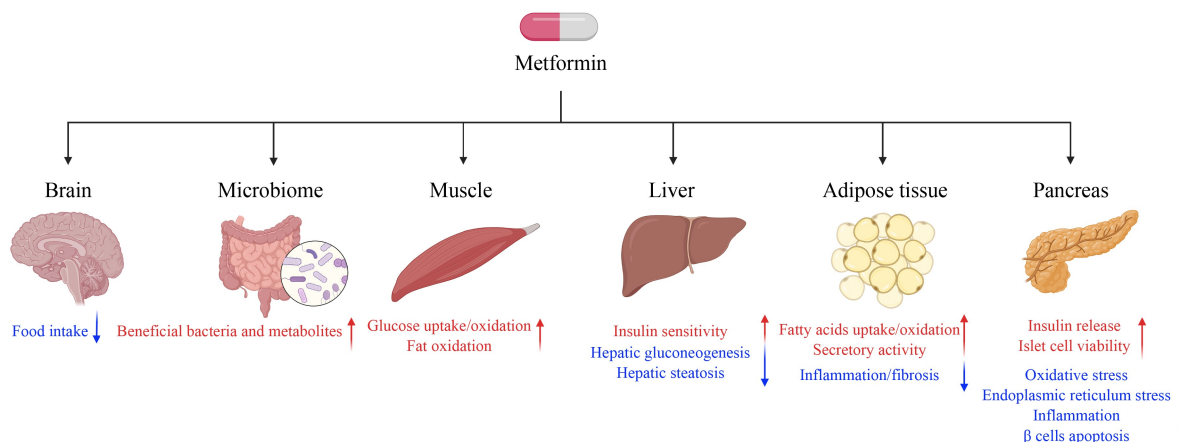 Metformin
Brain
Microbiome
Muscle
Liver
Adipose tissue
Pancreas
Food intake
Beneficial bacteria and metabolites
Glucose uptake/oxidation
Fat oxidation
Insulin sensitivity
Hepatic gluconeogenesis
Hepatic steatosis
Fatty acids uptake/oxidation
Secretory activity
Inflammation/fibrosis
Insulin release
Islet cell viability
Oxidative stress
Endoplasmic reticulum stress
Inflammation
β cells apoptosis